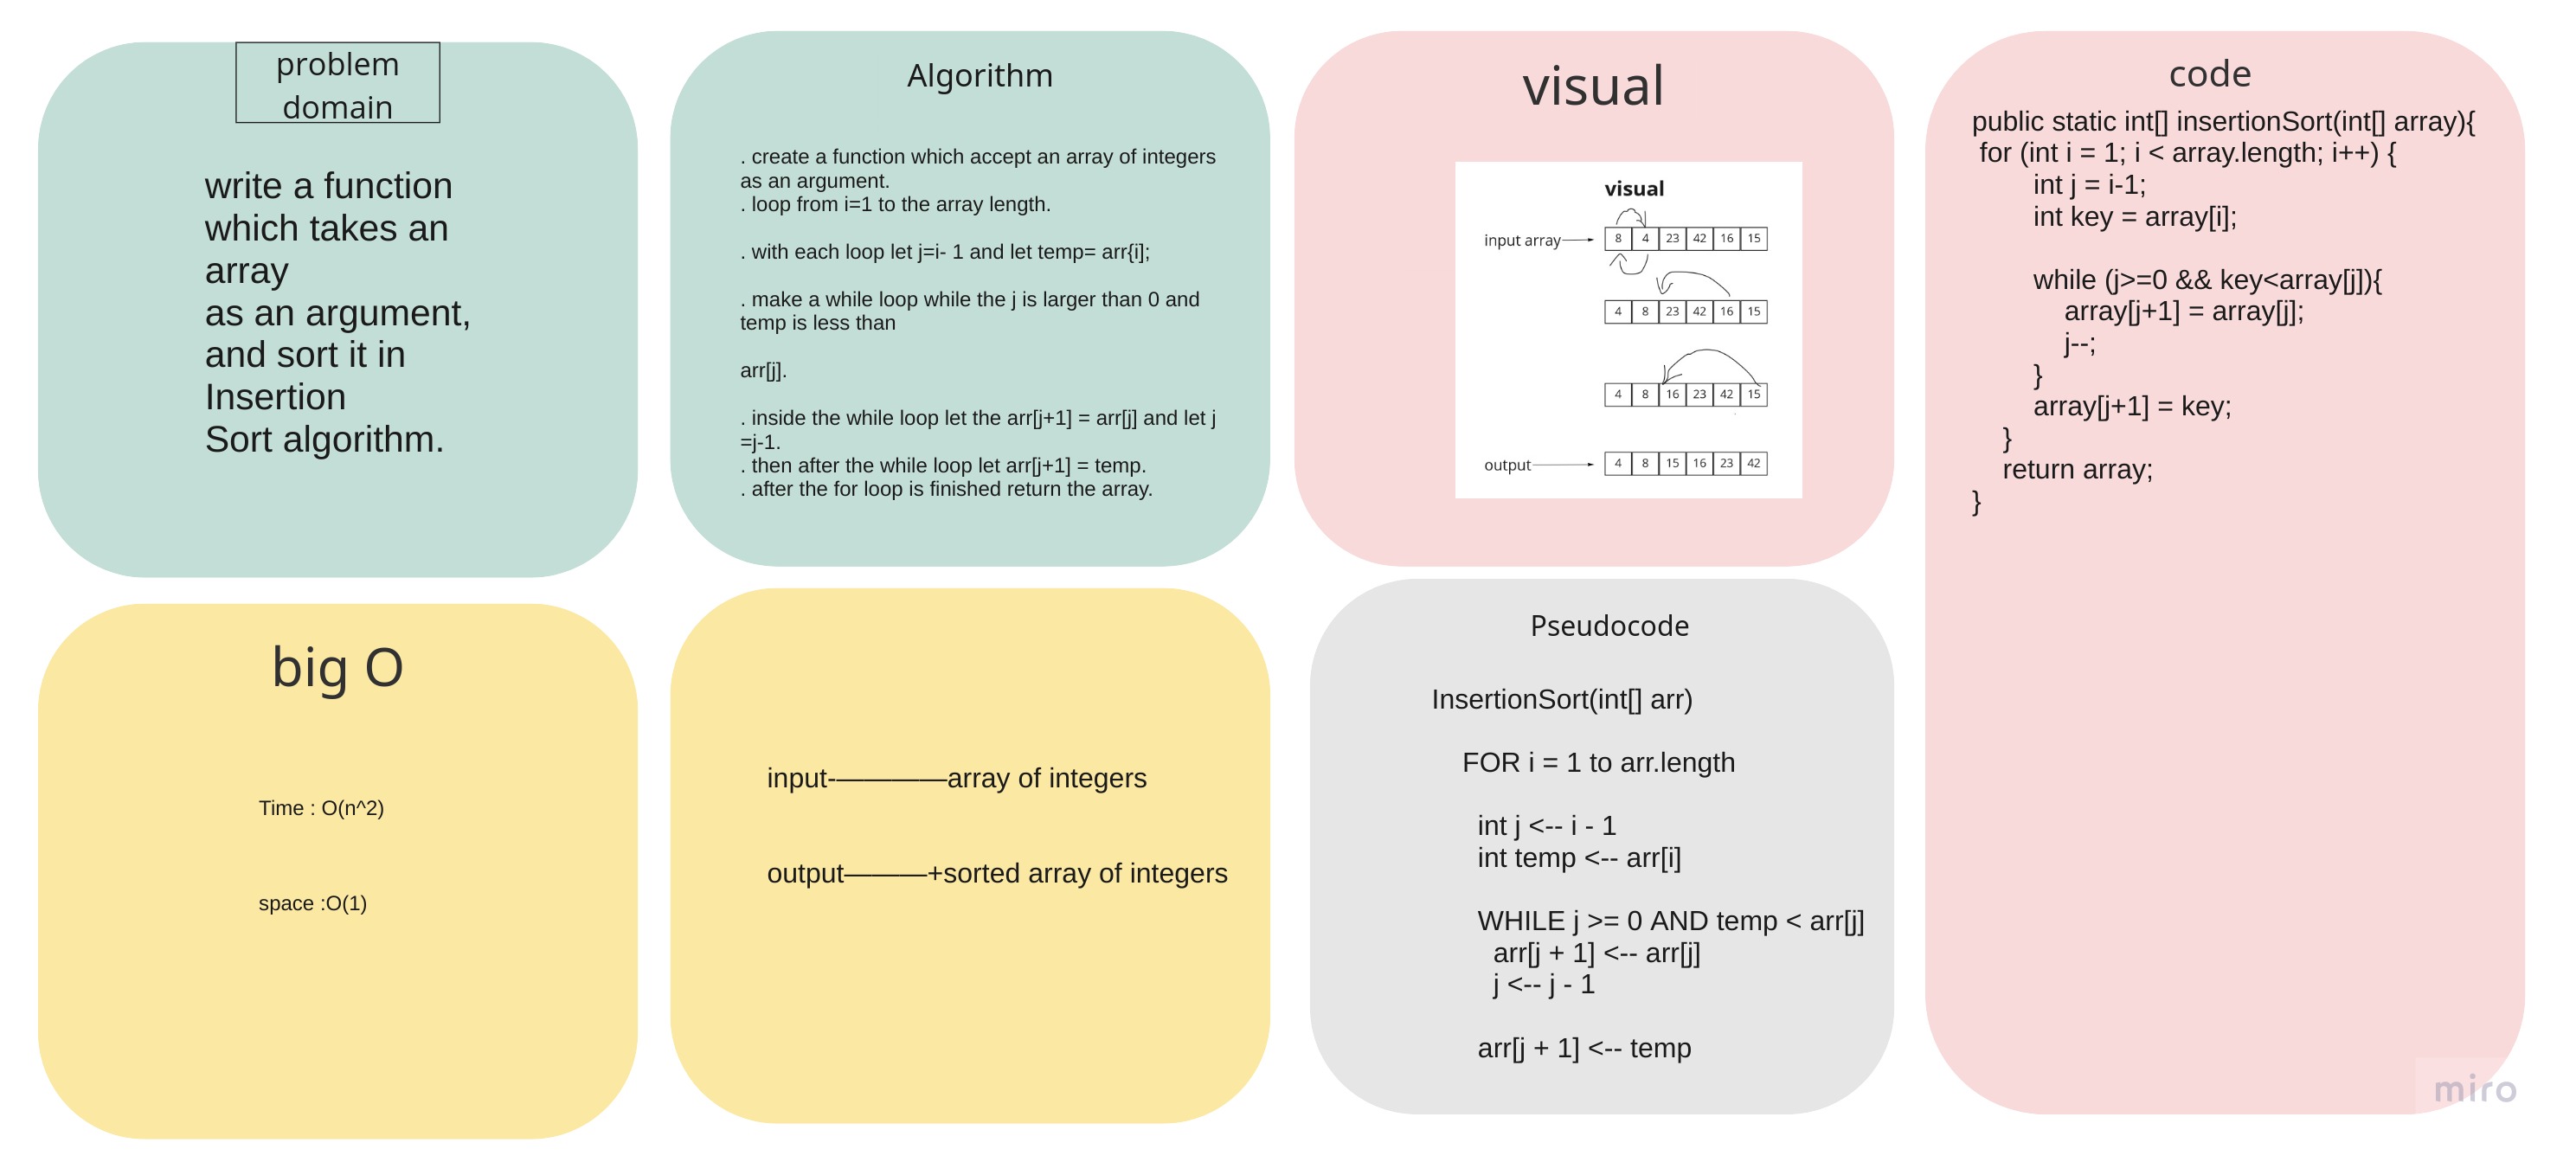 problem
domain
write a function
which takes an
array
as an argument,
and sort it in
Insertion
Sort algorithm.
Algorithm
. create a function which accept an array of integers
as an argument.
. loop from i=1 to the array length.
. with each loop let j=i- 1 and let temp= arr{i];
. make a while loop while the j is larger than 0 and
temp is less than
arr[j].
. inside the while loop let the arr[j+1] = arr[j] and let j
=j-1.
. then after the while loop let arr[j+1] = temp.
. after the for loop is finished return the array.
visual
visual
input array
8 4 23 42 16 15
4 8 23 42 16 15
4 8 16 23 42 15
output
4 8 15 16 23 42
code
public static int[] insertionSort(int[] array){
for (int i = 1; i < array.length; i++) {
int j = i-1;
int key = array[i];
while (j>=0 && key<array[j]){
array[j+1] = array[j];
j--;
}
array[j+1] = key;
}
return array;
}
big O
Time : O(n^2)
space :O(1)
input-————array of integers
output———+sorted array of integers
Pseudocode
InsertionSort(int[] arr)
FOR i = 1 to arr.length
int j <-- i - 1
int temp <-- arr[i]
WHILE j >= 0 AND temp < arr[j]
arr[j + 1] <-- arr[j]
j <-- j - 1
arr[j + 1] <-- temp
miro